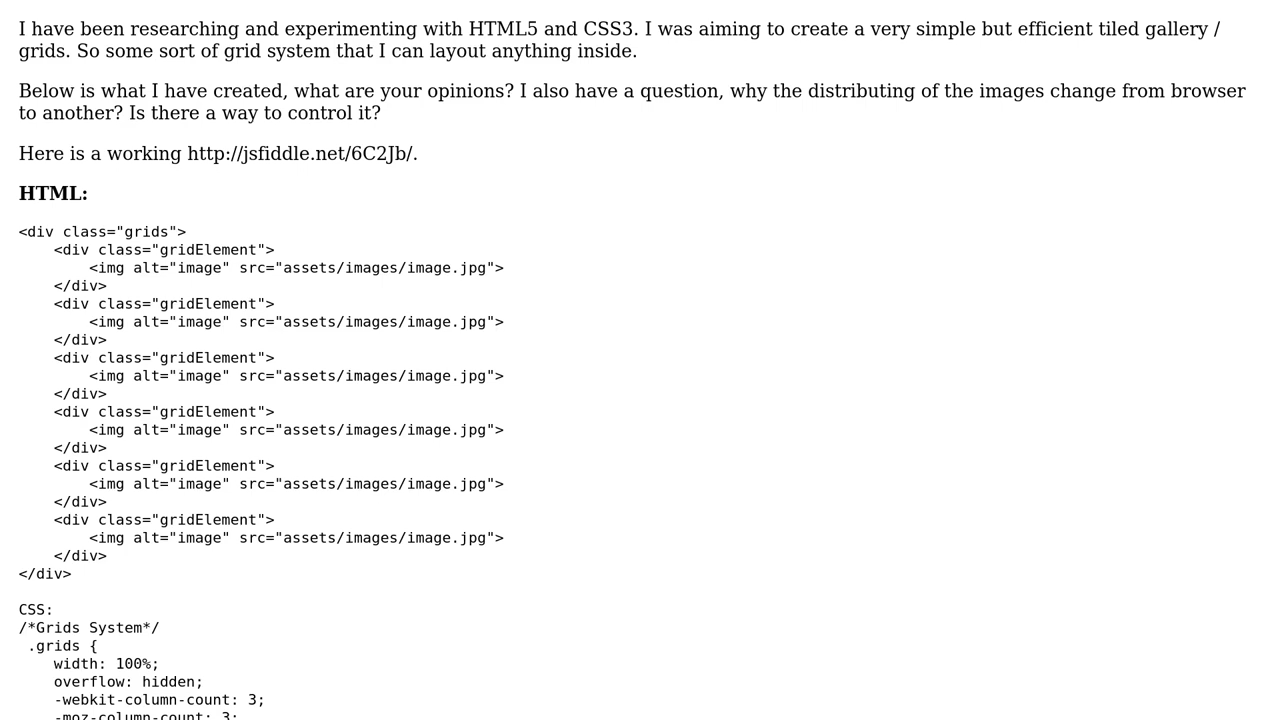 I have been researching and experimenting with HTML5 and CSS3. I was aiming to create a very simple but efficient tiled gallery /
grids. So some sort of grid system that I can layout anything inside.
Below is what I have created, what are your opinions? I also have a question, why the distributing of the images change from browser
to another? Is there a way to control it?
Here is a working http://jsfiddle.net/6C2Jb/.
HTML:
<div class="grids">
    <div class="gridElement">
        <img alt="image" src="assets/images/image.jpg">
    </div>
    <div class="gridElement">
        <img alt="image" src="assets/images/image.jpg">
    </div>
    <div class="gridElement">
        <img alt="image" src="assets/images/image.jpg">
    </div>
    <div class="gridElement">
        <img alt="image" src="assets/images/image.jpg">
    </div>
    <div class="gridElement">
        <img alt="image" src="assets/images/image.jpg">
    </div>
    <div class="gridElement">
        <img alt="image" src="assets/images/image.jpg">
    </div>
</div>
CSS:
/*Grids System*/
 .grids {
    width: 100%;
    overflow: hidden;
    -webkit-column-count: 3;
    -moz-column-count: 3;